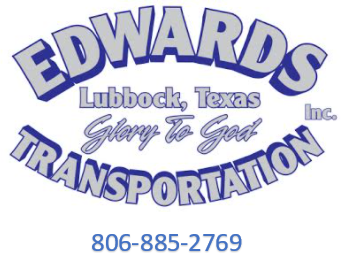 EDWARDS
Lubbock, Texas
Inc.
Glory To God
TRANSPORTATION
806-885-2769